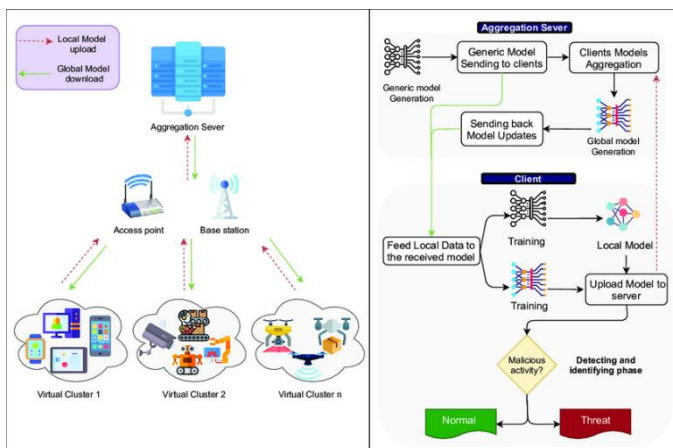 Local Model
upload
Global Model
download
Aggregation Sever
Access point
Base station
Virtual Cluster 1
Virtual Cluster 2
Virtual Cluster n
Aggregation Sever
Generic model
Generation
Generic Model
Sending to clients
Clients Models
Aggregation
Sending back
Model Updates
Global model
Generation
Client
Feed Local Data to
the received model
Training
Local Model
Training
Upload Model to
server
Malicious
activity?
Detecting and
identifying phase
Normal
Threat